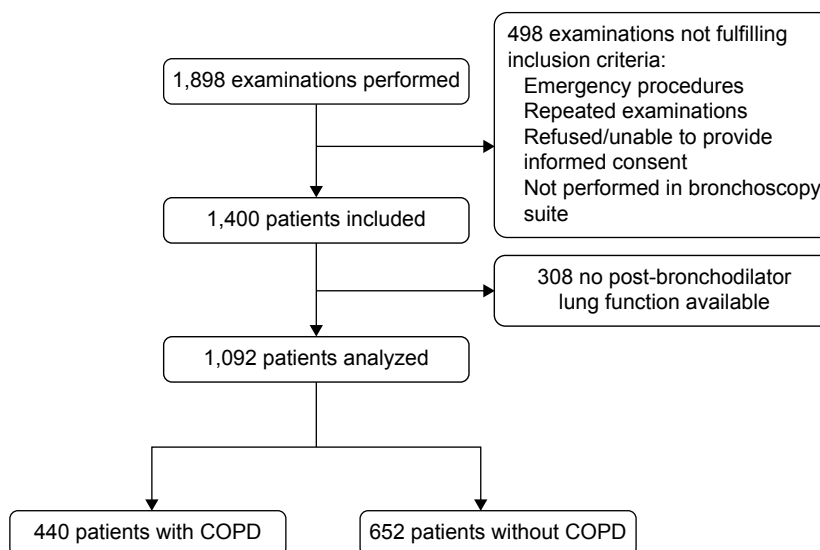 1,898 examinations performed
498 examinations not fulfilling
inclusion criteria:
Emergency procedures
Repeated examinations
Refused/unable to provide
informed consent
Not performed in bronchoscopy
suite
1,400 patients included
308 no post-bronchodilator
lung function available
1,092 patients analyzed
440 patients with COPD
652 patients without COPD